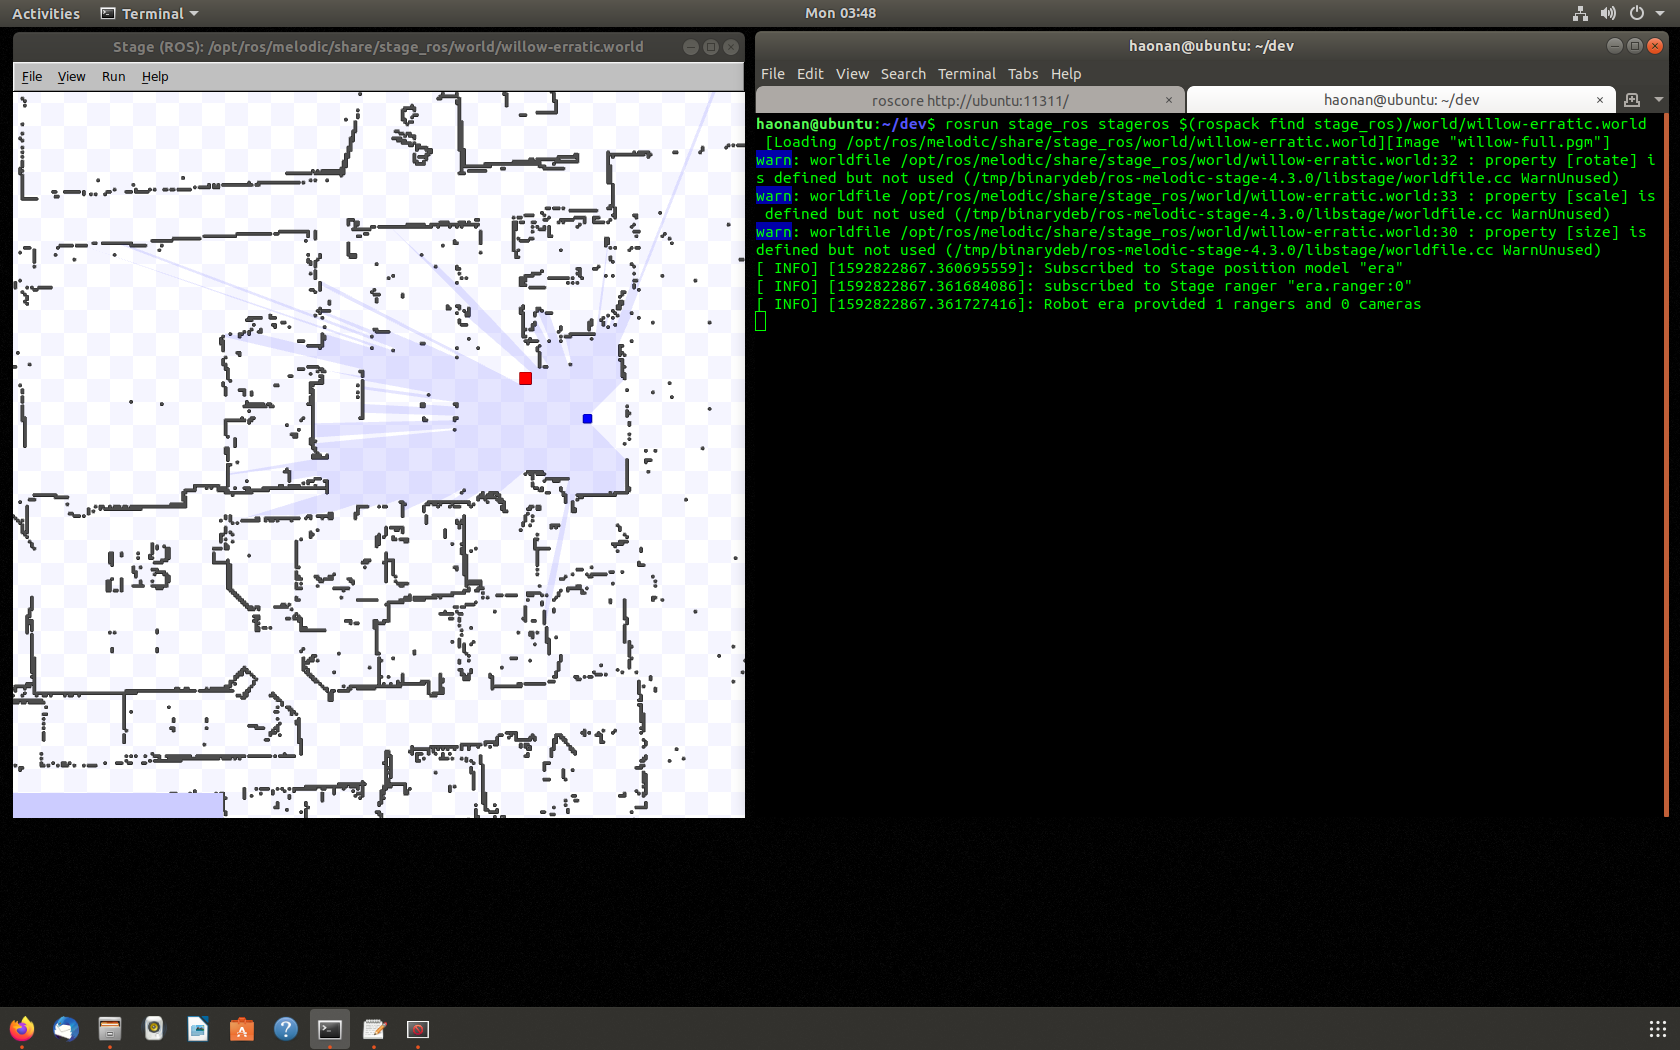 Activities Terminal Mon 03:48
Stage (ROS): /opt/ros/melodic/share/stage_ros/world/willow-erratic.world
File View Run Help
haonan@ubuntu: ~/dev
File Edit View Search Terminal Tabs Help
roscore http://ubuntu:11311/ × haonan@ubuntu: ~/dev ×
haonan@ubuntu:~/dev$ rosrun stage_ros stageros $(rospack find stage_ros)/world/willow-erratic.world
[Loading /opt/ros/melodic/share/stage_ros/world/willow-erratic.world][Image "willow-full.pgm"]
warn: worldfile /opt/ros/melodic/share/stage_ros/world/willow-erratic.world:32 : property [rotate] i
s defined but not used (/tmp/binarydeb/ros-melodic-stage-4.3.0/libstage/worldfile.cc WarnUnused)
warn: worldfile /opt/ros/melodic/share/stage_ros/world/willow-erratic.world:33 : property [scale] is
defined but not used (/tmp/binarydeb/ros-melodic-stage-4.3.0/libstage/worldfile.cc WarnUnused)
warn: worldfile /opt/ros/melodic/share/stage_ros/world/willow-erratic.world:30 : property [size] is
defined but not used (/tmp/binarydeb/ros-melodic-stage-4.3.0/libstage/worldfile.cc WarnUnused)
[ INFO] [1592822867.360695559]: Subscribed to Stage position model "era"
[ INFO] [1592822867.361684086]: subscribed to Stage ranger "era.ranger:0"
[ INFO] [1592822867.361727416]: Robot era provided 1 rangers and 0 cameras